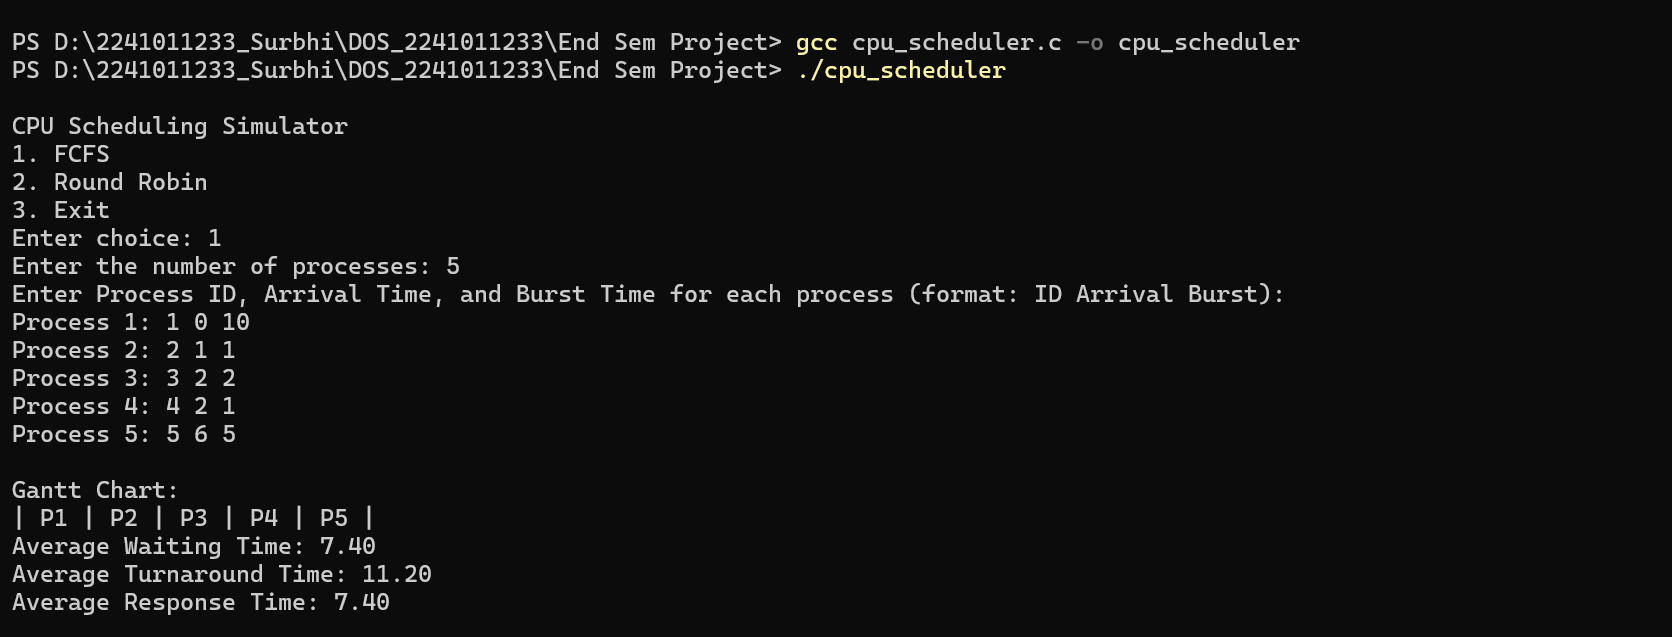 PS D:\2241011233_Surbhi\DOS_2241011233\End Sem Project> gcc cpu_scheduler.c -o cpu_scheduler
PS D:\2241011233_Surbhi\DOS_2241011233\End Sem Project> ./cpu_scheduler
CPU Scheduling Simulator
1. FCFS
2. Round Robin
3. Exit
Enter choice: 1
Enter the number of processes: 5
Enter Process ID, Arrival Time, and Burst Time for each process (format: ID Arrival Burst):
Process 1: 1 0 10
Process 2: 2 1 1
Process 3: 3 2 2
Process 4: 4 2 1
Process 5: 5 6 5
Gantt Chart:
| P1 | P2 | P3 | P4 | P5 |
Average Waiting Time: 7.40
Average Turnaround Time: 11.20
Average Response Time: 7.40